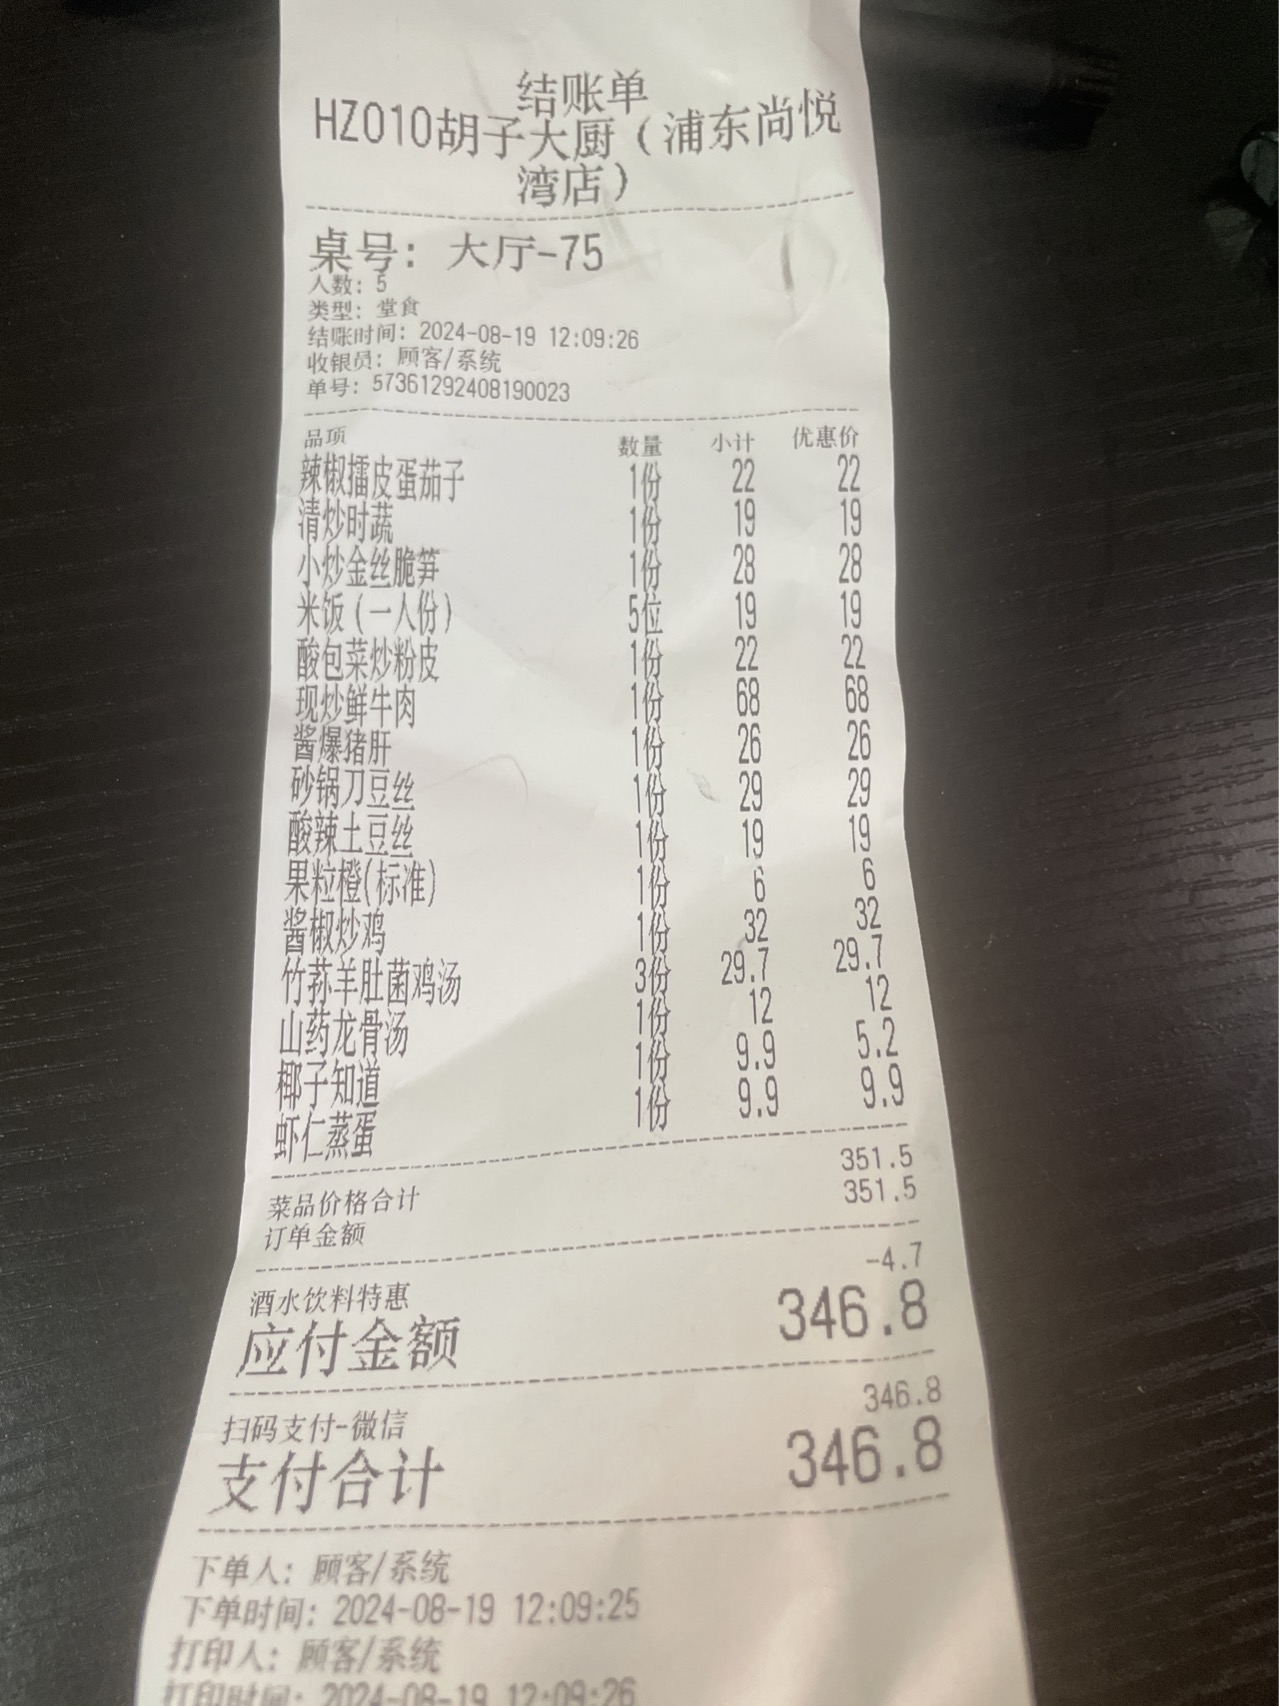 结账单
HZ010胡子大厨（浦东尚悦
湾店）
桌号：大厅-75
人数：5
类型：堂食
结账时间：2024-08-19 12:09:26
收银员：顾客/系统
单号：573612924081900​23
品项 数量 小计 优惠价
辣椒擂皮蛋茄子 1份 22 22
清炒时蔬 1份 19 19
小炒金丝脆笋 1份 28 28
米饭（一人份） 5位 19 19
酸包菜炒粉皮 1份 22 22
现炒鲜牛肉 1份 68 68
酱爆猪肝 1份 26 26
砂锅刀豆丝 1份 29 29
酸辣土豆丝 1份 19 19
果粒橙(标准) 1份 6 6
酱椒炒鸡 1份 32 32
竹荪羊肚菌鸡汤 3份 29.7 29.7
山药龙骨汤 1份 12 12
椰子知道 1份 9.9 5.2
虾仁蒸蛋 1份 9.9 9.9
菜品价格合计 351.5
订单金额 351.5
酒水饮料特惠 -4.7
应付金额 346.8
扫码支付-微信 346.8
支付合计 346.8
下单人：顾客/系统
下单时间：2024-08-19 12:09:25
打印人：顾客/系统
打印时间：2024-08-19 12:09:26